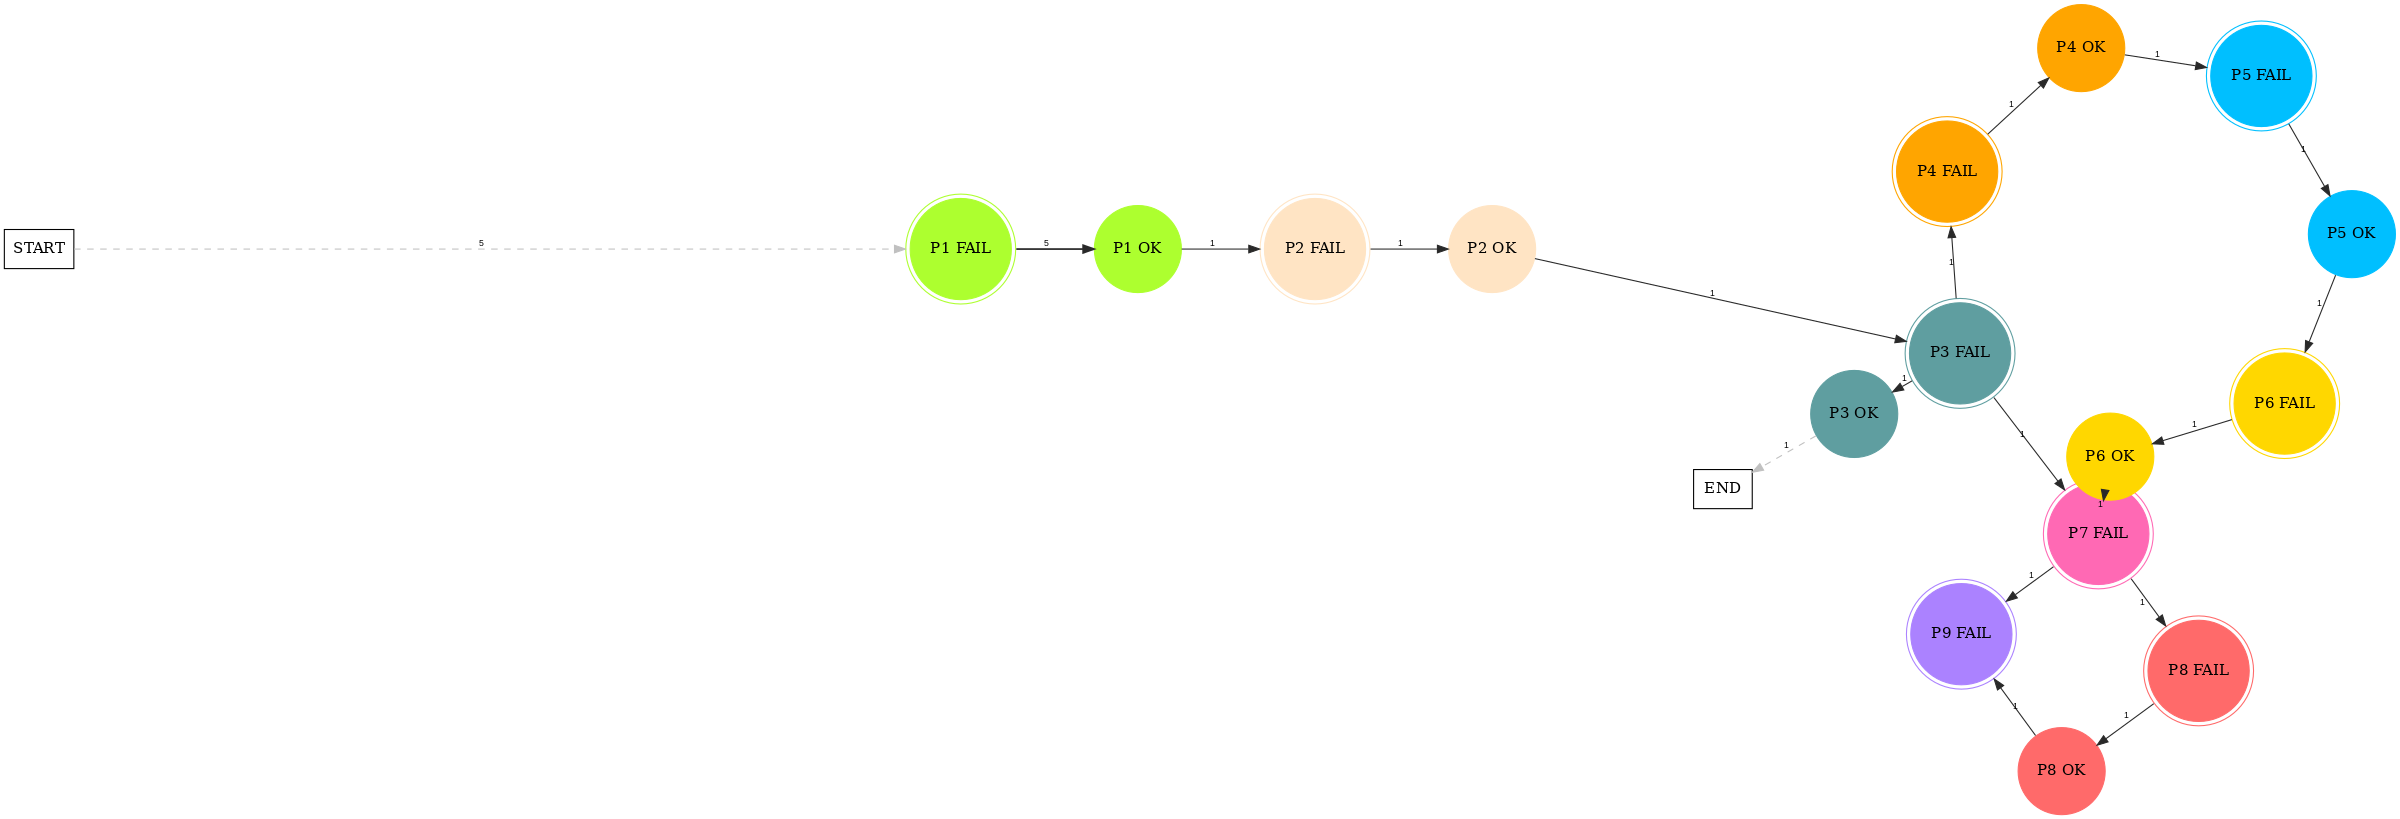 P4 OK
1
P5 FAIL
1
1
P4 FAIL
P5 OK
START
5
P1 FAIL
5
P1 OK
1
P2 FAIL
1
P2 OK
1
1
1
P3 FAIL
1
P3 OK
1
END
1
P6 FAIL
1
P6 OK
1
P7 FAIL
1
1
P9 FAIL
P8 FAIL
1
1
P8 OK